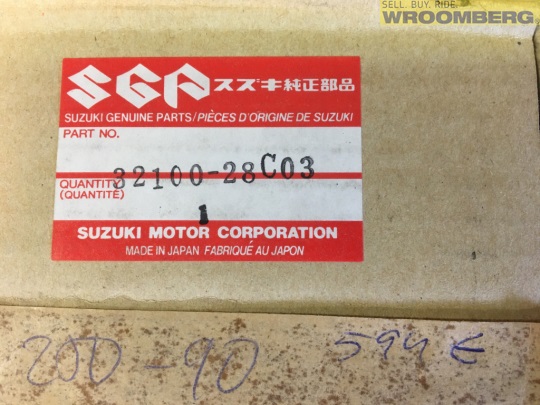 SELL. BUY. RIDE.
WROOMBERG
SGP スズキ純正部品
SUZUKI GENUINE PARTS/PIÈCES D'ORIGINE DE SUZUKI
PART NO.
32100-28C03
QUANTITY
(QUANTITÉ)
1
SUZUKI MOTOR CORPORATION
MADE IN JAPAN FABRIQUÉ AU JAPON
200-90 594 €